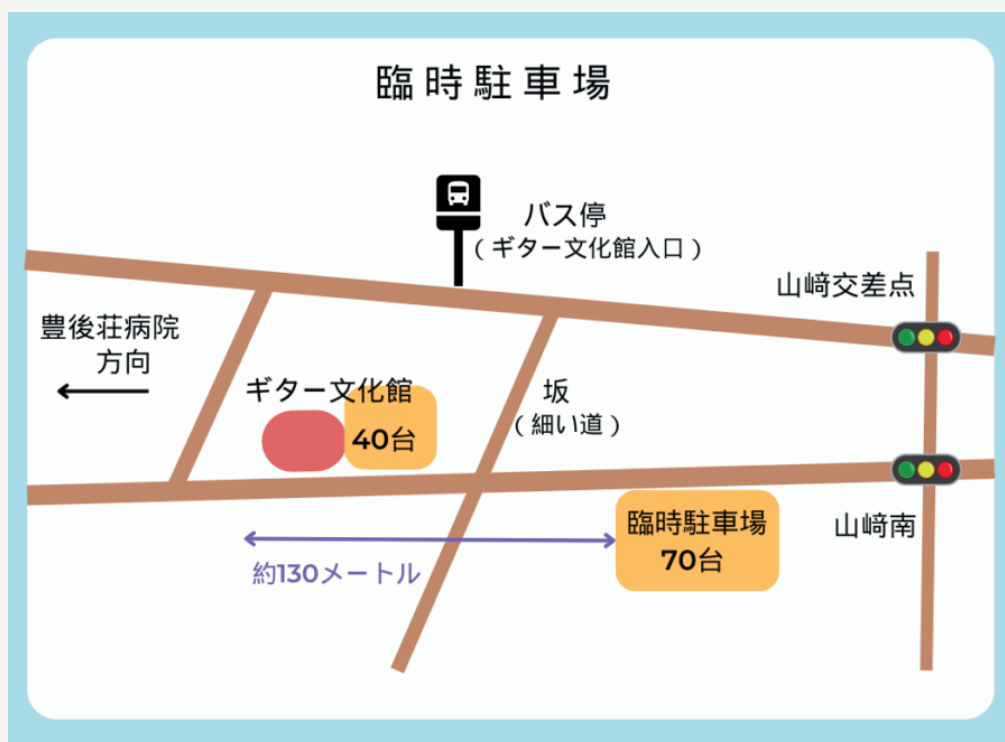 臨時駐車場
バス停
(ギター文化館入口)
山﨑交差点
豊後荘病院
方向
ギター文化館
40台
坂
(細い道)
臨時駐車場
70台
山﨑南
約130メートル